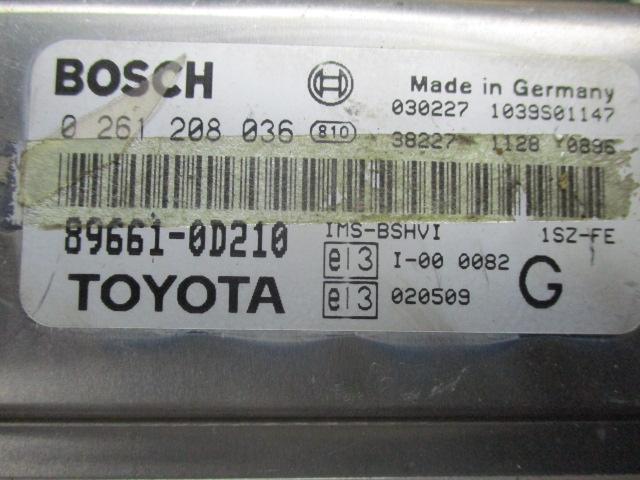 BOSCH Made in Germany
030227 1039S01147
0 261 208 036 810 38227 1128 0896
89661-0D210 IMS-BSHVI 1SZ-FE
e13 I-00 0082 G
TOYOTA e13 020509